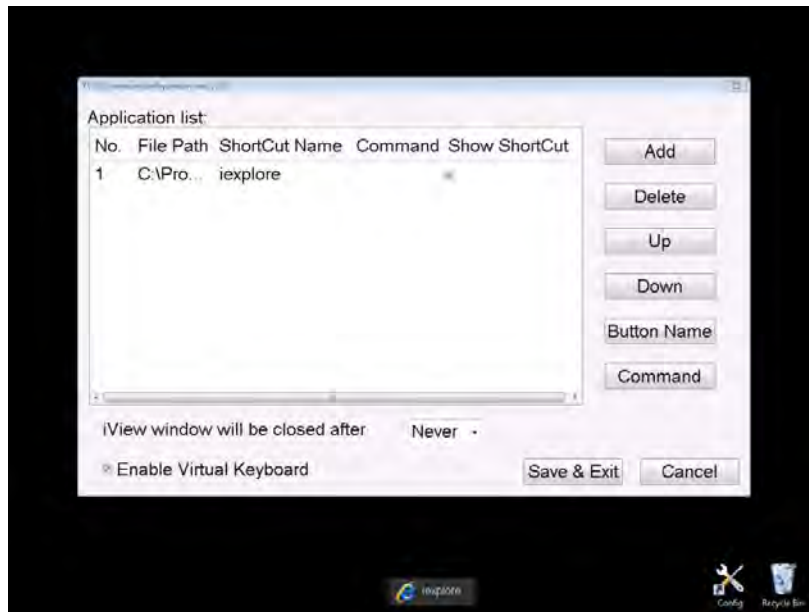 Application list:
No. File Path ShortCut Name Command Show ShortCut
1 C:\Pro... iexplore
Add
Delete
Up
Down
Button Name
Command
iView window will be closed after Never
Enable Virtual Keyboard
Save & Exit Cancel
iexplore
Config
Recycle Bin